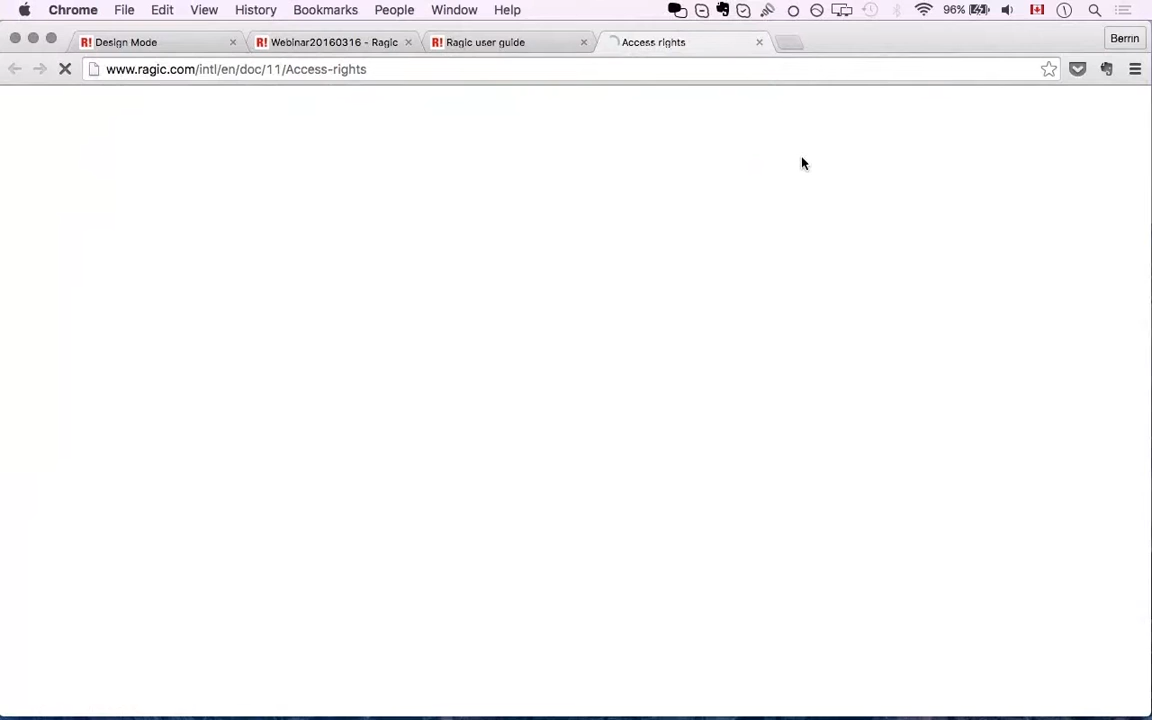 Chrome File Edit View History Bookmarks People Window Help 96%
R! Design Mode R! Webinar20160316 - Ragic R! Ragic user guide Access rights Berrin
www.ragic.com/intl/en/doc/11/Access-rights